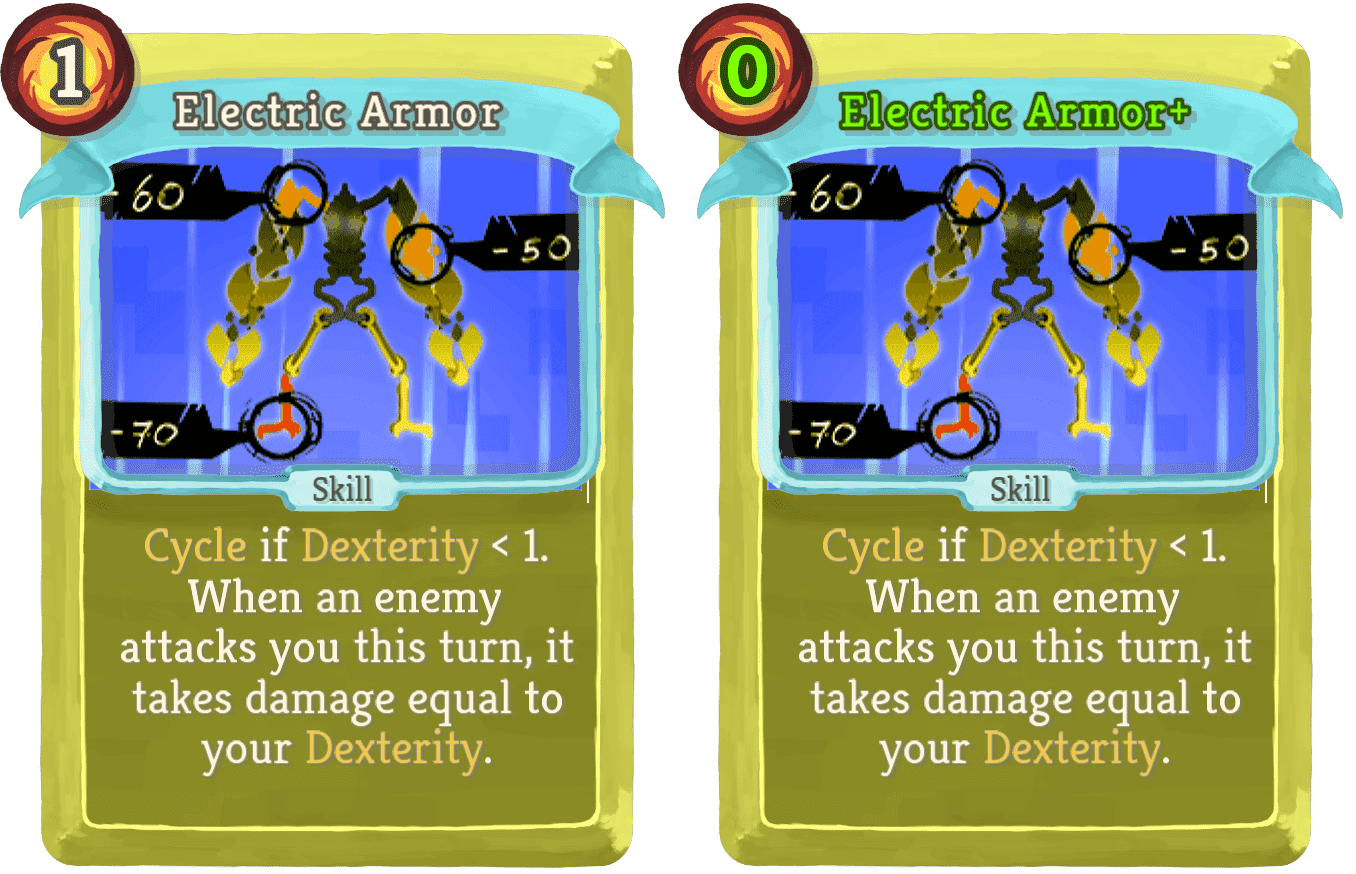 1
Electric Armor
- 60
- 50
- 70
Skill
Cycle if Dexterity < 1.
When an enemy
attacks you this turn, it
takes damage equal to
your Dexterity.
0
Electric Armor+
- 60
- 50
- 70
Skill
Cycle if Dexterity < 1.
When an enemy
attacks you this turn, it
takes damage equal to
your Dexterity.